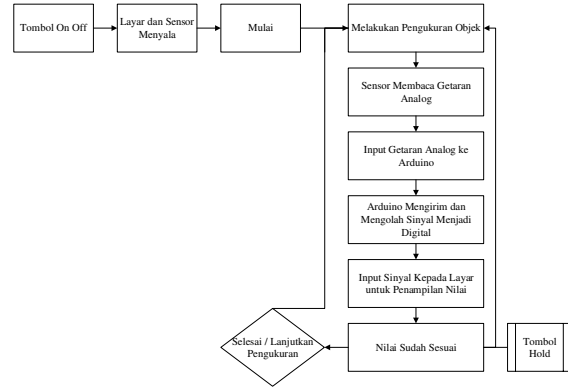 Tombol On Off
Layar dan Sensor
Menyala
Mulai
Melakukan Pengukuran Objek
Sensor Membaca Getaran
Analog
Input Getaran Analog ke
Arduino
Arduino Mengirim dan
Mengolah Sinyal Menjadi
Digital
Input Sinyal Kepada Layar
untuk Penampilan Nilai
Selesai / Lanjutkan
Pengukuran
Nilai Sudah Sesuai
Tombol
Hold